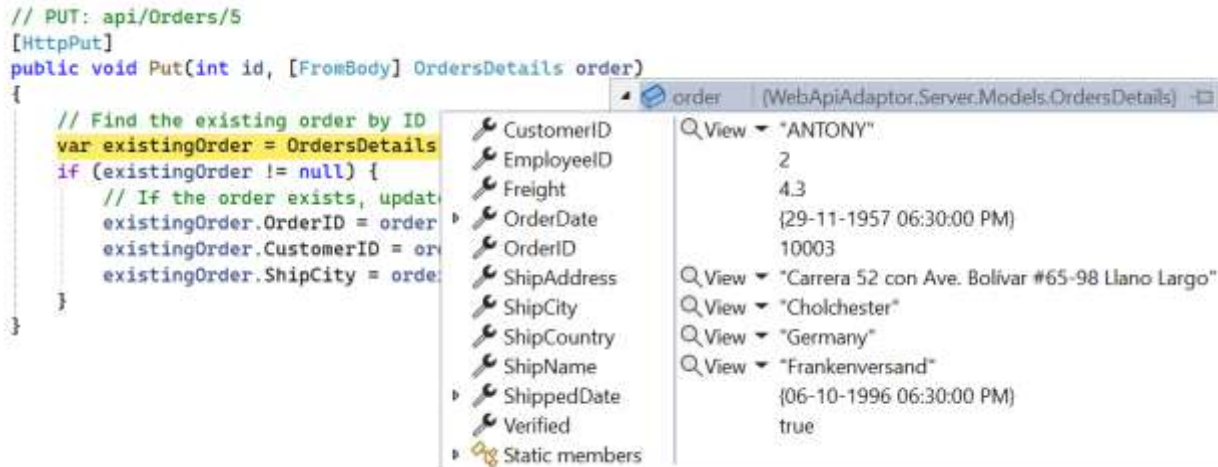 // PUT: api/Orders/5
[HttpPut]
public void Put(int id, [FromBody] OrdersDetails order)
{
order (WebApiAdaptor.Server.Models.OrdersDetails)
// Find the existing order by ID
var existingOrder = OrdersDetails
if (existingOrder != null) {
// If the order exists, updat
existingOrder.OrderID = order
existingOrder.CustomerID = or
existingOrder.ShipCity = orde
}
}
CustomerID View "ANTONY"
EmployeeID 2
Freight 4.3
OrderDate {29-11-1957 06:30:00 PM}
OrderID 10003
ShipAddress View "Carrera 52 con Ave. Bolívar #65-98 Llano Largo"
ShipCity View "Cholchester"
ShipCountry View "Germany"
ShipName View "Frankenversand"
ShippedDate {06-10-1996 06:30:00 PM}
Verified true
Static members